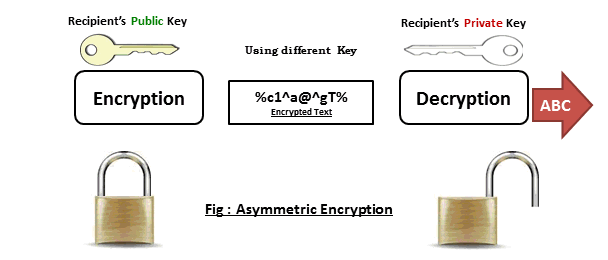 Recipient's Public Key
Using different Key
Recipient's Private Key
Encryption
%c1^a@^gT%
Encrypted Text
Decryption
ABC
Fig : Asymmetric Encryption